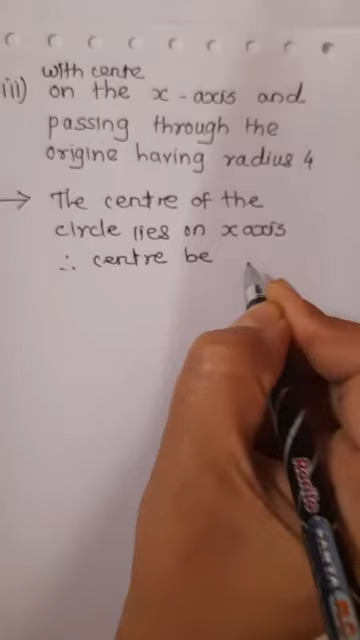 with cente
iii) on the x-axis and
passing through the
origine having radius 4
→ The centre of the
circle lies on x axis
∴ centre be